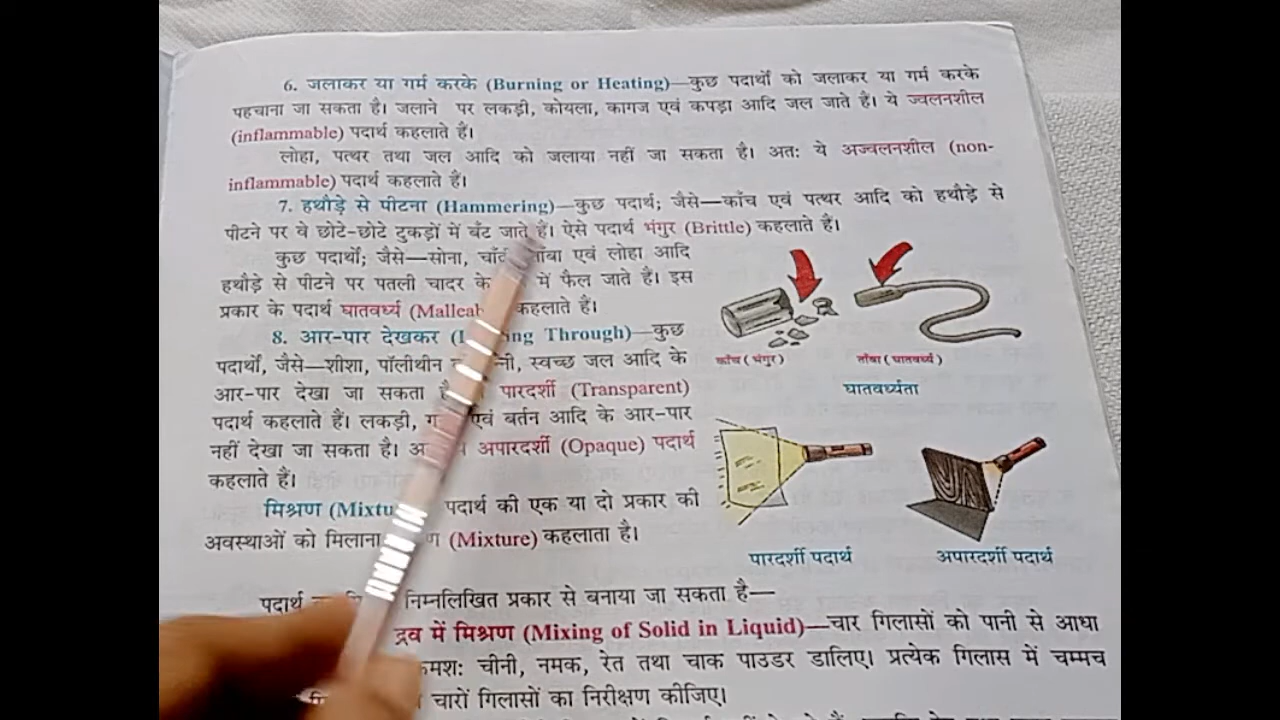 6. जलाकर या गर्म करके (Burning or Heating)—कुछ पदार्थों को जलाकर या गर्म करके
पहचाना जा सकता है। जलाने पर लकड़ी, कोयला, कागज एवं कपड़ा आदि जल जाते हैं। ये ज्वलनशील
(inflammable) पदार्थ कहलाते हैं।
लोहा, पत्थर तथा जल आदि को जलाया नहीं जा सकता है। अतः ये अज्वलनशील (non-
inflammable) पदार्थ कहलाते हैं।
7. हथौड़े से पीटना (Hammering)—कुछ पदार्थ; जैसे—काँच एवं पत्थर आदि को हथौड़े से
पीटने पर वे छोटे-छोटे टुकड़ों में बँट जाते हैं। ऐसे पदार्थ भंगुर (Brittle) कहलाते हैं।
कुछ पदार्थों; जैसे—सोना, एवं लोहा आदि
हथौड़े से पीटने पर पतली चादर के में फैल जाते हैं। इस
प्रकार के पदार्थ घातवर्ध्य कहलाते हैं।
8. आर-पार देखकर Through)—कुछ
पदार्थों, जैसे—शीशा, पॉलीथीन स्वच्छ जल आदि के
आर-पार देखा जा सकता पारदर्शी (Transparent)
पदार्थ कहलाते हैं। लकड़ी, एवं बर्तन आदि के आर-पार
नहीं देखा जा सकता है। अपारदर्शी (Opaque) पदार्थ
कहलाते हैं।
मिश्रण पदार्थ की एक या दो प्रकार की
अवस्थाओं को मिलाना (Mixture) कहलाता है।
काँच (भंगुर)
ताँबा (घातवर्ध्य)
घातवर्ध्यता
पारदर्शी पदार्थ
अपारदर्शी पदार्थ
पदार्थ निम्नलिखित प्रकार से बनाया जा सकता है—
द्रव में मिश्रण (Mixing of Solid in Liquid)—चार गिलासों को पानी से आधा
चीनी, नमक, रेत तथा चाक पाउडर डालिए। प्रत्येक गिलास में चम्मच
चारों गिलासों का निरीक्षण कीजिए।